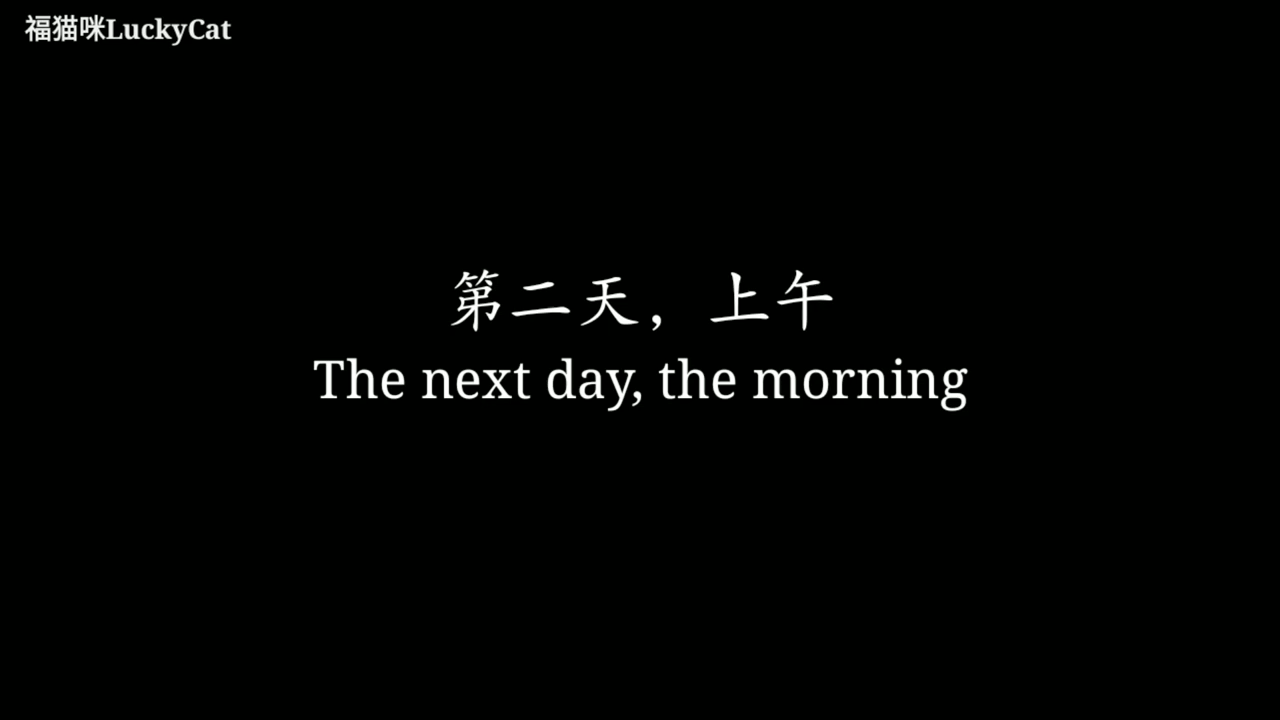 福猫咪LuckyCat
第二天，上午
The next day, the morning